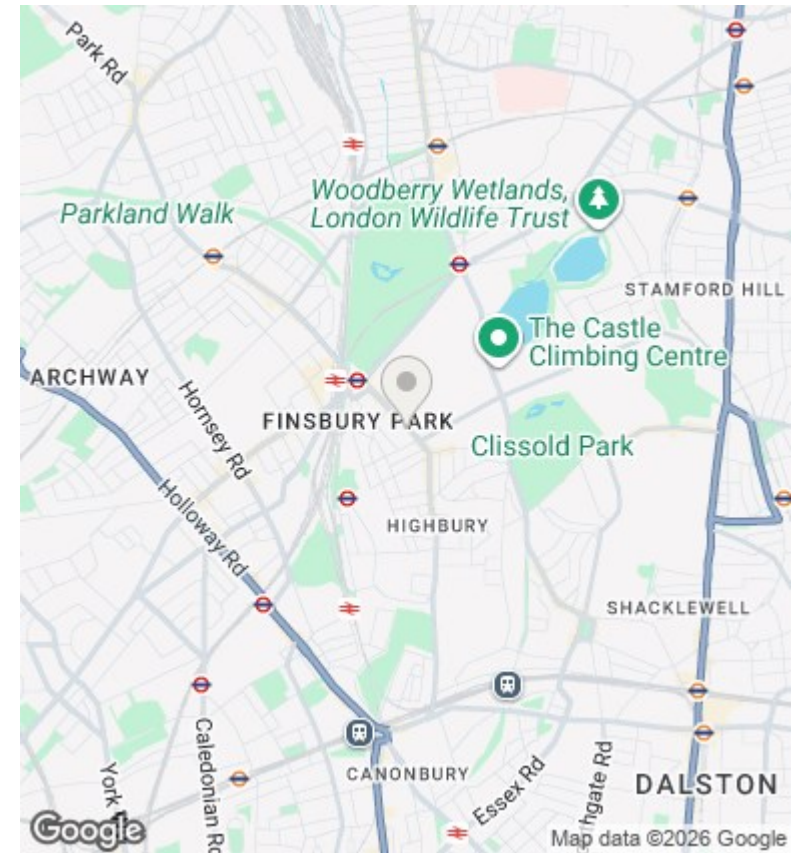 Park Rd
Woodberry Wetlands,
London Wildlife Trust
Parkland Walk
STAMFORD HILL
The Castle
Climbing Centre
ARCHWAY
Hornsey Rd
FINSBURY PARK
Clissold Park
Holloway Rd
HIGHBURY
SHACKLEWELL
Caledonian Rd
CANONBURY
Essex Rd
York
DALSTON
Google
Map data ©2026 Google